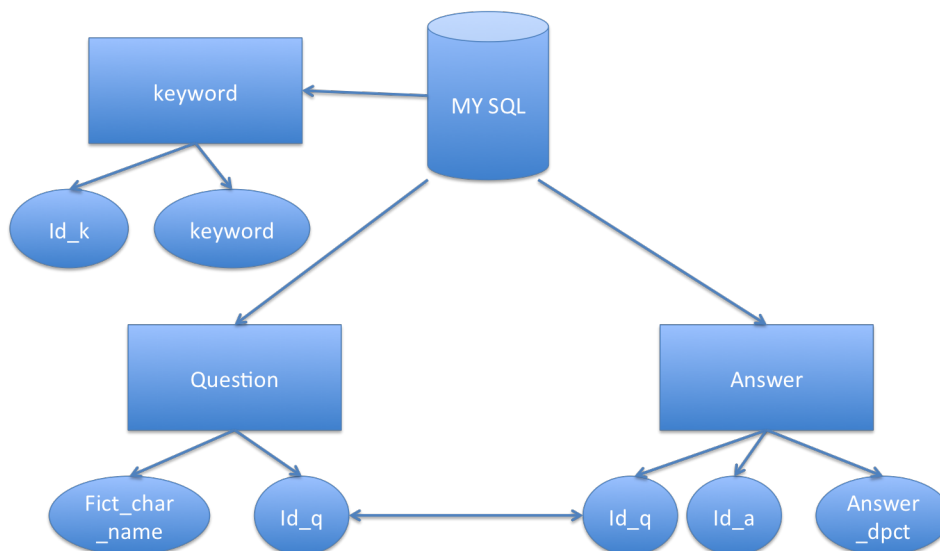 keyword
MY SQL
Id_k
keyword
Question
Answer
Fict_char
_name
Id_q
Id_q
Id_a
Answer
_dpct